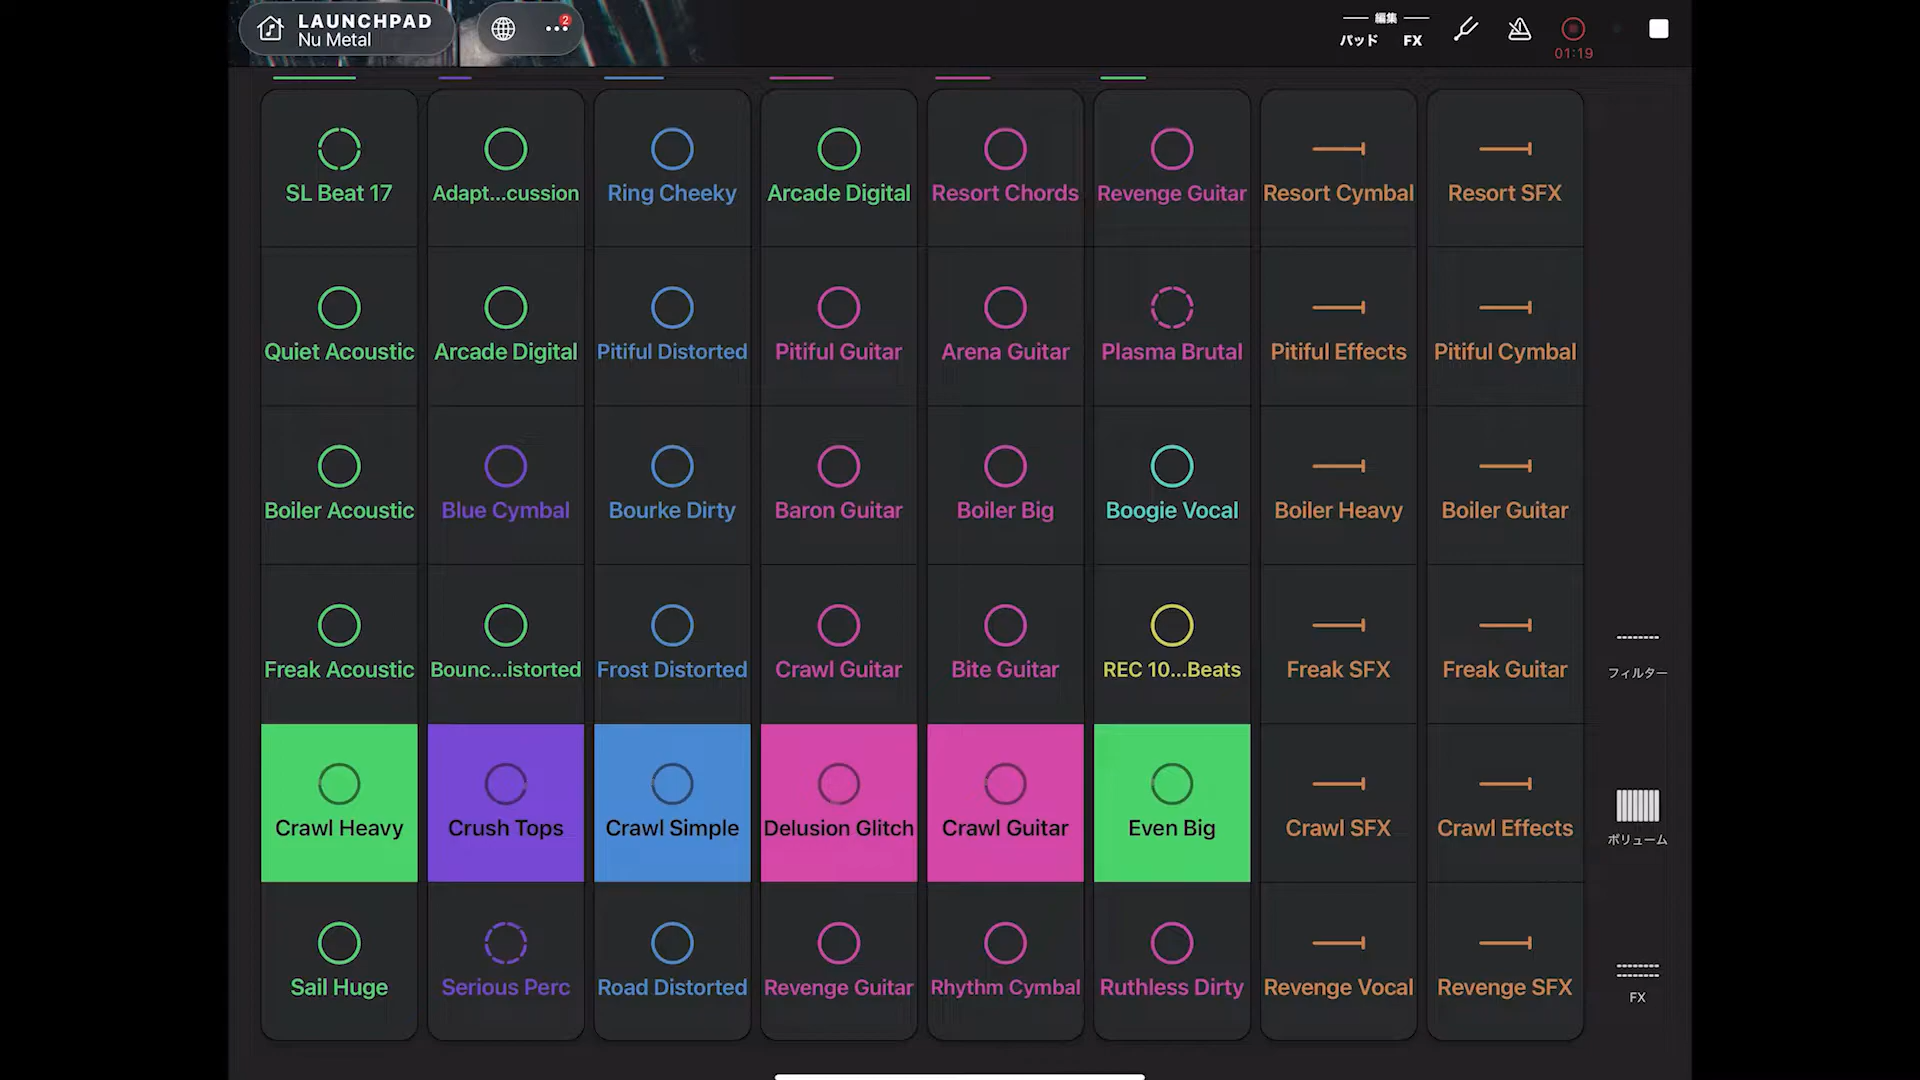 LAUNCHPAD
Nu Metal
2
編集
パッド FX
01:19
SL Beat 17 Adapt...cussion Ring Cheeky Arcade Digital Resort Chords Revenge Guitar Resort Cymbal Resort SFX
Quiet Acoustic Arcade Digital Pitiful Distorted Pitiful Guitar Arena Guitar Plasma Brutal Pitiful Effects Pitiful Cymbal
Boiler Acoustic Blue Cymbal Bourke Dirty Baron Guitar Boiler Big Boogie Vocal Boiler Heavy Boiler Guitar
Freak Acoustic Bounc...istorted Frost Distorted Crawl Guitar Bite Guitar REC 10...Beats Freak SFX Freak Guitar
フィルター
Crawl Heavy Crush Tops Crawl Simple Delusion Glitch Crawl Guitar Even Big Crawl SFX Crawl Effects
ボリューム
Sail Huge Serious Perc Road Distorted Revenge Guitar Rhythm Cymbal Ruthless Dirty Revenge Vocal Revenge SFX
FX